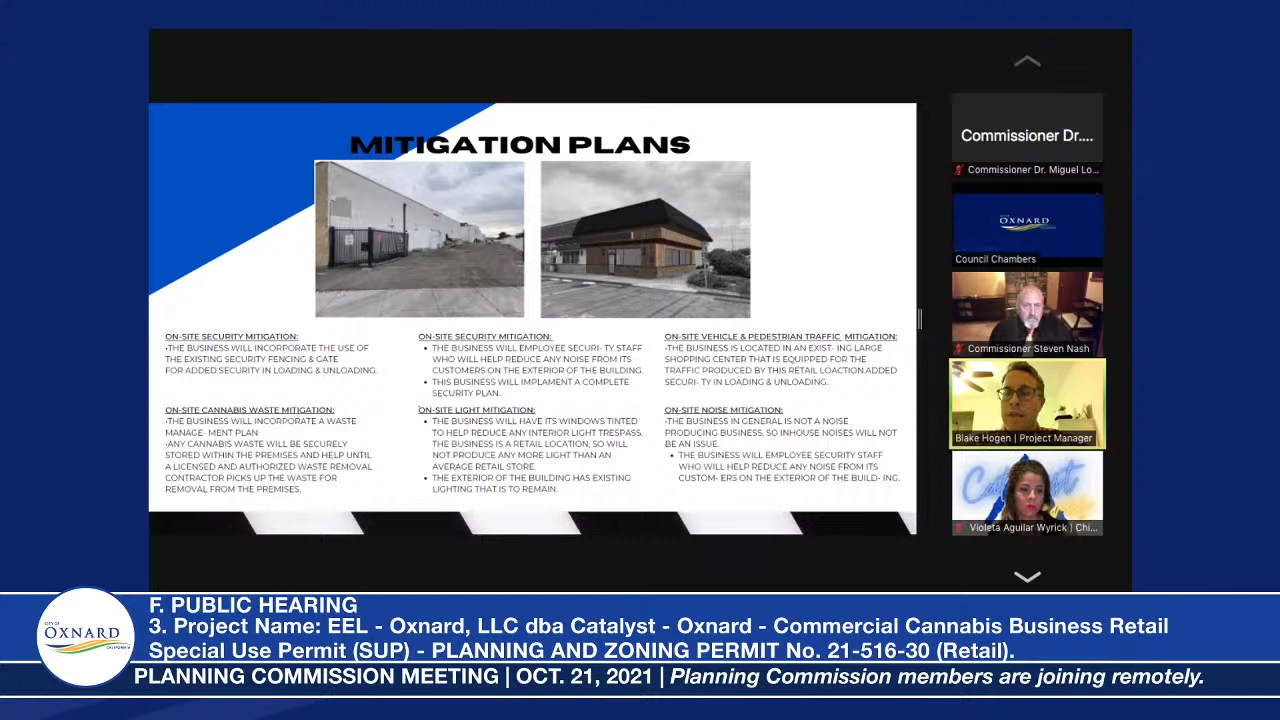 MITIGATION PLANS
ON-SITE SECURITY MITIGATION:
•THE BUSINESS WILL INCORPORATE THE USE OF
THE EXISTING SECURITY FENGING & GATE
FOR ADDED SECURITY IN LOADING & UNLOADING.
ON-SITE CANNABIS WASTE MITIGATION:
•THE BUSINESS WILL INCORPORATE A WASTE
MANAGE- MENT PLAN
•ANY CANNABIS WASTE WILL BE SECURELY
STORED WITHIN THE PREMISES AND HELP UNTIL
A LICENSED AND AUTHORIZED WASTE REMOVAL
CONTRACTOR PICKS UP THE WASTE FOR
REMOVAL FROM THE PREMISES.
ON-SITE SECURITY MITIGATION:
• THE BUSINESS WILL EMPLOYEE SECURI- TY STAFF
WHO WILL HELP REDUCE ANY NOISE FROM ITS
CUSTOMERS ON THE EXTERIOR OF THE BUILDING.
• THIS BUSINESS WILL IMPLAMENT A COMPLETE
SECURITY PLAN.
ON-SITE LIGHT MITIGATION:
• THE BUSINESS WILL HAVE ITS WINDOWS TINTED
TO HELP REDUCE ANY INTERIOR LIGHT TRESPASS.
THE BUSINESS IS A RETAIL LOCATION, SO WILL
NOT PRODUCE ANY MORE LIGHT THAN AN
AVERAGE RETAIL STORE.
• THE EXTERIOR OF THE BUILDING HAS EXISTING
LIGHTING THAT IS TO REMAIN.
ON-SITE VEHICLE & PEDESTRIAN TRAFFIC MITIGATION:
•THE BUSINESS IS LOCATED IN AN EXIST- ING LARGE
SHOPPING CENTER THAT IS EQUIPPED FOR THE
TRAFFIC PRODUCED BY THIS RETAIL LOACTION.ADDED
SECURI- TY IN LOADING & UNLOADING.
ON-SITE NOISE MITIGATION:
•THE BUSINESS IN GENERAL IS NOT A NOISE
PRODUCING BUSINESS, SO INHOUSE NOISES WILL NOT
BE AN ISSUE.
• THE BUSINESS WILL EMPLOYEE SECURITY STAFF
WHO WILL HELP REDUCE ANY NOISE FROM ITS
CUSTOM- ERS ON THE EXTERIOR OF THE BUILD- ING.
Commissioner Dr....
Commissioner Dr. Miguel Lo...
OXNARD
Council Chambers
Commissioner Steven Nash
Blake Hogen | Project Manager
Violeta Aguilar Wyrick | Chi...
CITY OF
OXNARD
CALIFORNIA
F. PUBLIC HEARING
3. Project Name: EEL - Oxnard, LLC dba Catalyst - Oxnard - Commercial Cannabis Business Retail
Special Use Permit (SUP) - PLANNING AND ZONING PERMIT No. 21-516-30 (Retail).
PLANNING COMMISSION MEETING | OCT. 21, 2021 | Planning Commission members are joining remotely.